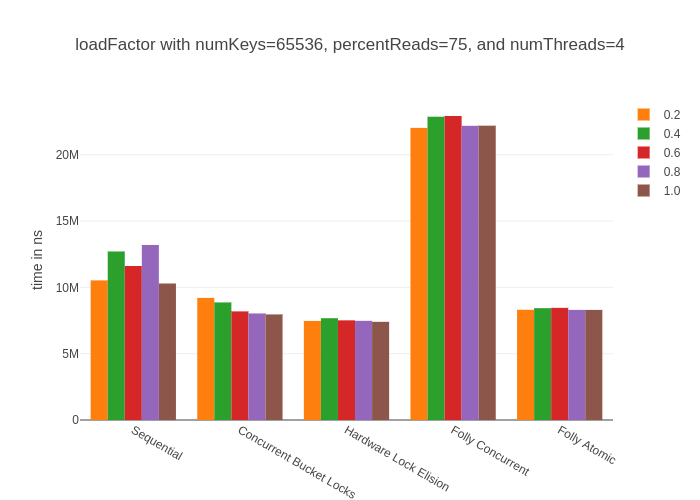 loadFactor with numKeys=65536, percentReads=75, and numThreads=4
0.2
0.4
0.6
0.8
1.0
20M
15M
10M
5M
0
time in ns
Sequential
Concurrent Bucket Locks
Hardware Lock Elision
Folly Concurrent
Folly Atomic